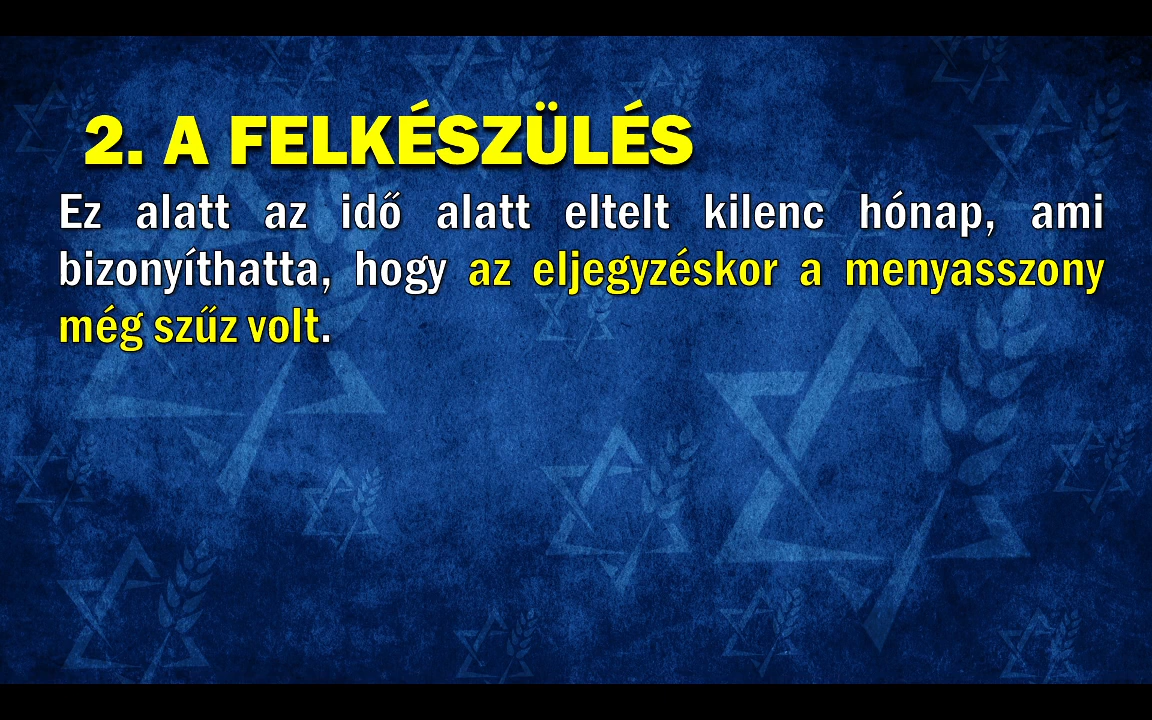 2. A FELKÉSZÜLÉS
Ez alatt az idő alatt eltelt kilenc hónap, ami
bizonyíthatta, hogy az eljegyzéskor a menyasszony
még szűz volt.